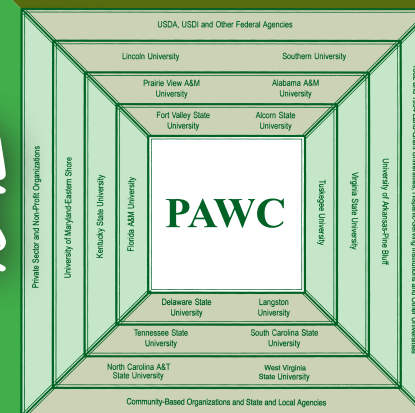 USDA, USDI and Other Federal Agencies
Lincoln University
Southern University
Prairie View A&M
University
Alabama A&M
University
Fort Valley State
University
Alcorn State
University
Private Sector and Non-Profit Organizations
University of Maryland-Eastern Shore
Kentucky State University
Florida A&M University
PAWC
Tuskegee University
Virginia State University
University of Arkansas-Pine Bluff
Delaware State
University
Langston
University
Tennessee State
University
South Carolina State
University
North Carolina A&T
State University
West Virginia
State University
Community-Based Organizations and State and Local Agencies